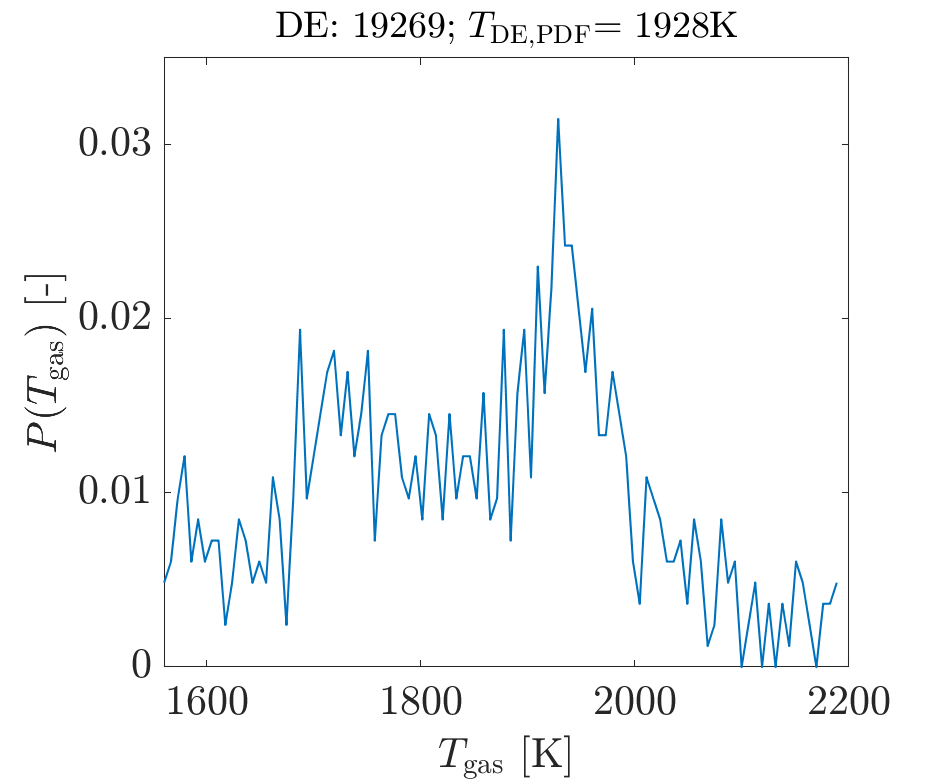 DE: 19269; T_DE,PDF= 1928K
0.03
0.02
0.01
0
P(T_gas) [-]
1600 1800 2000 2200
T_gas [K]